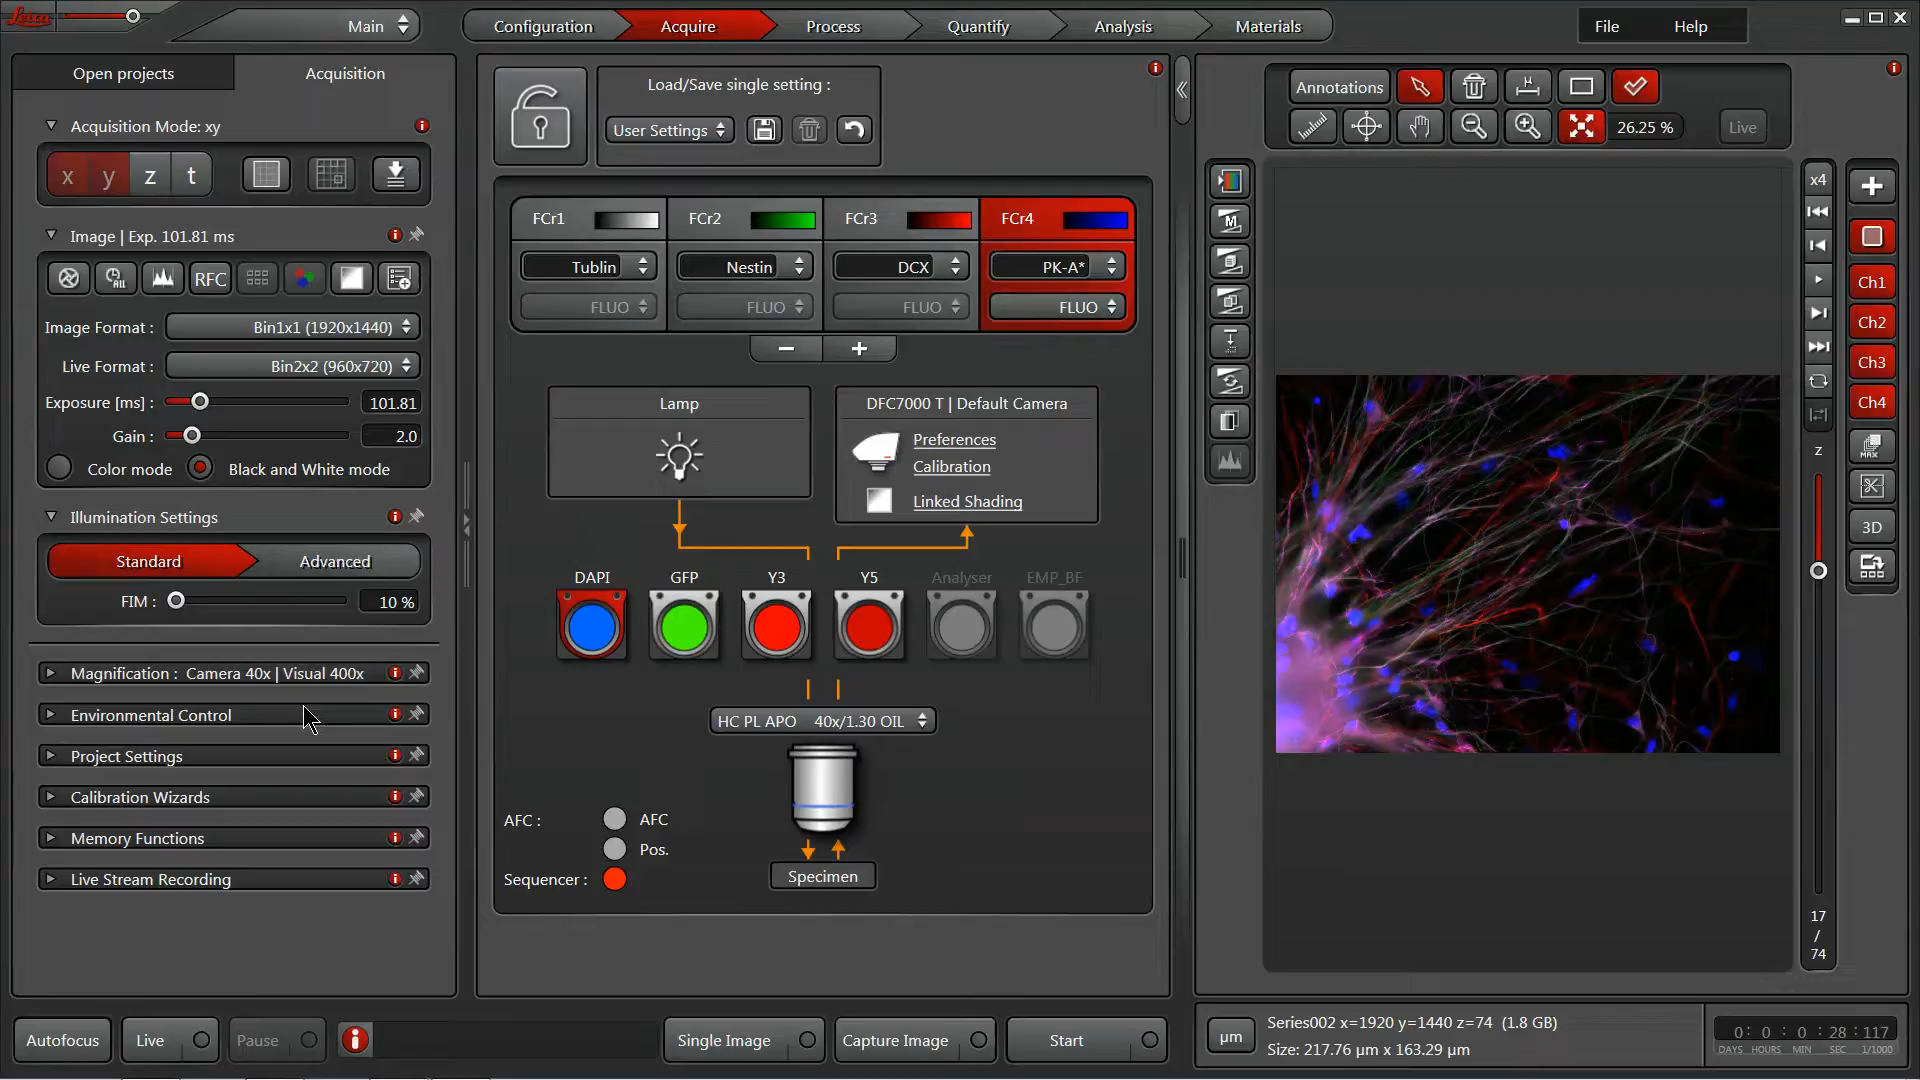 Leica
Main
Configuration
Acquire
Process
Quantify
Analysis
Materials
File
Help
Open projects
Acquisition
Acquisition Mode: xy
x y z t
Image | Exp. 101.81 ms
ALL
RFC
Image Format : Bin1x1 (1920x1440)
Live Format : Bin2x2 (960x720)
Exposure [ms] : 101.81
Gain : 2.0
Color mode
Black and White mode
Illumination Settings
Standard
Advanced
FIM : 10 %
Magnification : Camera 40x | Visual 400x
Environmental Control
Project Settings
Calibration Wizards
Memory Functions
Live Stream Recording
Load/Save single setting :
User Settings
FCr1
FCr2
FCr3
FCr4
Tublin
Nestin
DCX
PK-A*
FLUO
FLUO
FLUO
FLUO
−
+
Lamp
DFC7000 T | Default Camera
Preferences
Calibration
Linked Shading
DAPI
GFP
Y3
Y5
Analyser
EMP_BF
HC PL APO 40x/1.30 OIL
AFC : AFC
Pos.
Sequencer :
Specimen
Annotations
26.25 %
Live
M
x4
Ch1
Ch2
Ch3
Ch4
MAX
3D
z
17
/
74
Autofocus
Live
Pause
Single Image
Capture Image
Start
µm
Series002 x=1920 y=1440 z=74 (1.8 GB)
Size: 217.76 µm x 163.29 µm
0: 0 : 0 : 28 : 117
DAYS HOURS MIN SEC 1/1000